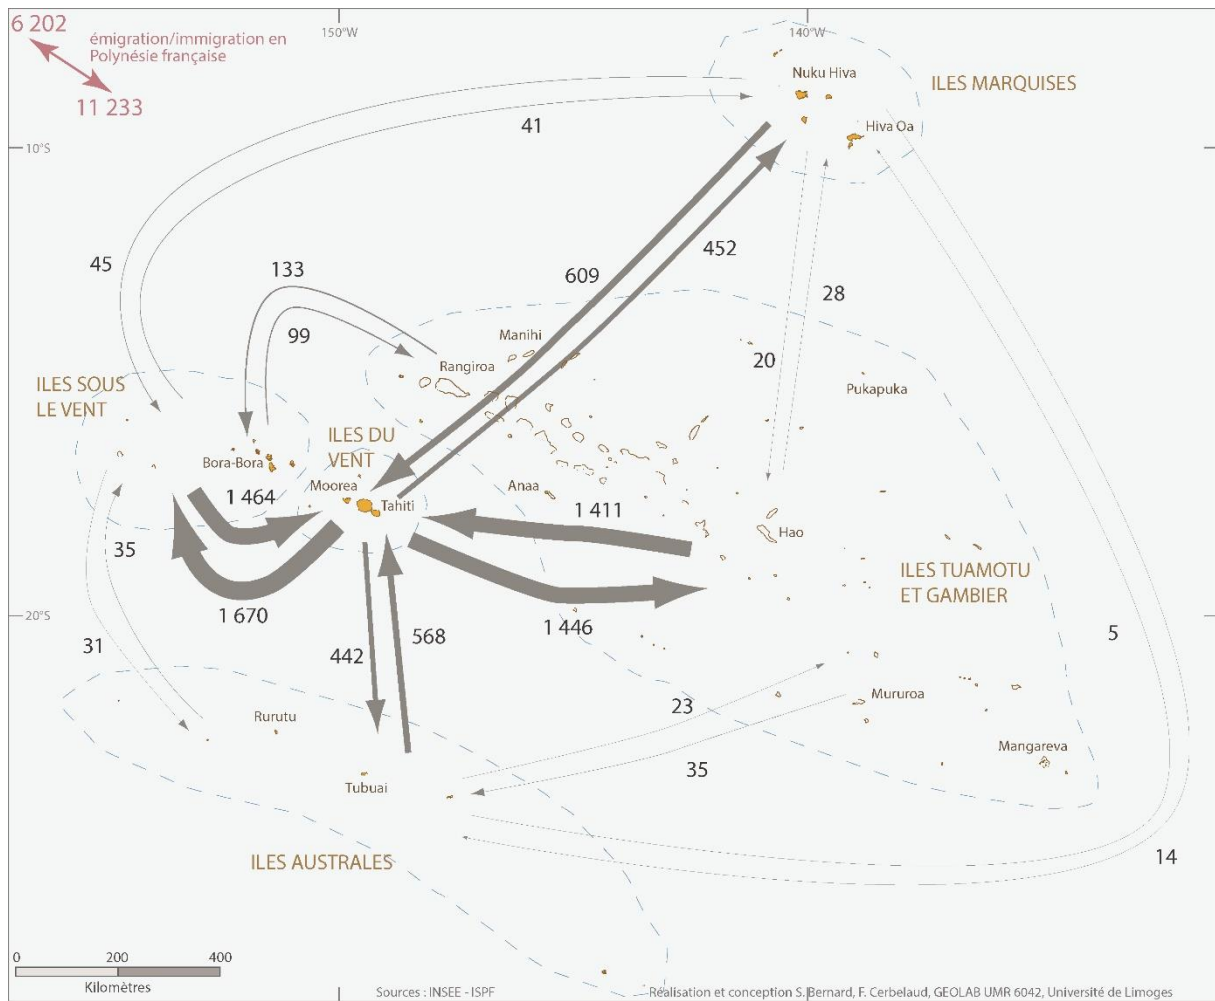 6 202
émigration/immigration en
Polynésie française
11 233
150°W
140°W
Nuku Hiva
ILES MARQUISES
Hiva Oa
41
10°S
452
45
133
609
28
99
Manihi
20
Rangiroa
ILES SOUS
LE VENT
Pukapuka
ILES DU
VENT
Bora-Bora
Moorea
Anaa
1 464
Tahiti
1 411
Hao
35
ILES TUAMOTU
ET GAMBIER
1 670
1 446
20°S
31
442
568
5
23
Mururoa
Rurutu
Mangareva
35
Tubuai
14
ILES AUSTRALES
0 200 400
Kilomètres
Sources : INSEE - ISPF
Réalisation et conception S. Bernard, F. Cerbelaud, GEOLAB UMR 6042, Université de Limoges